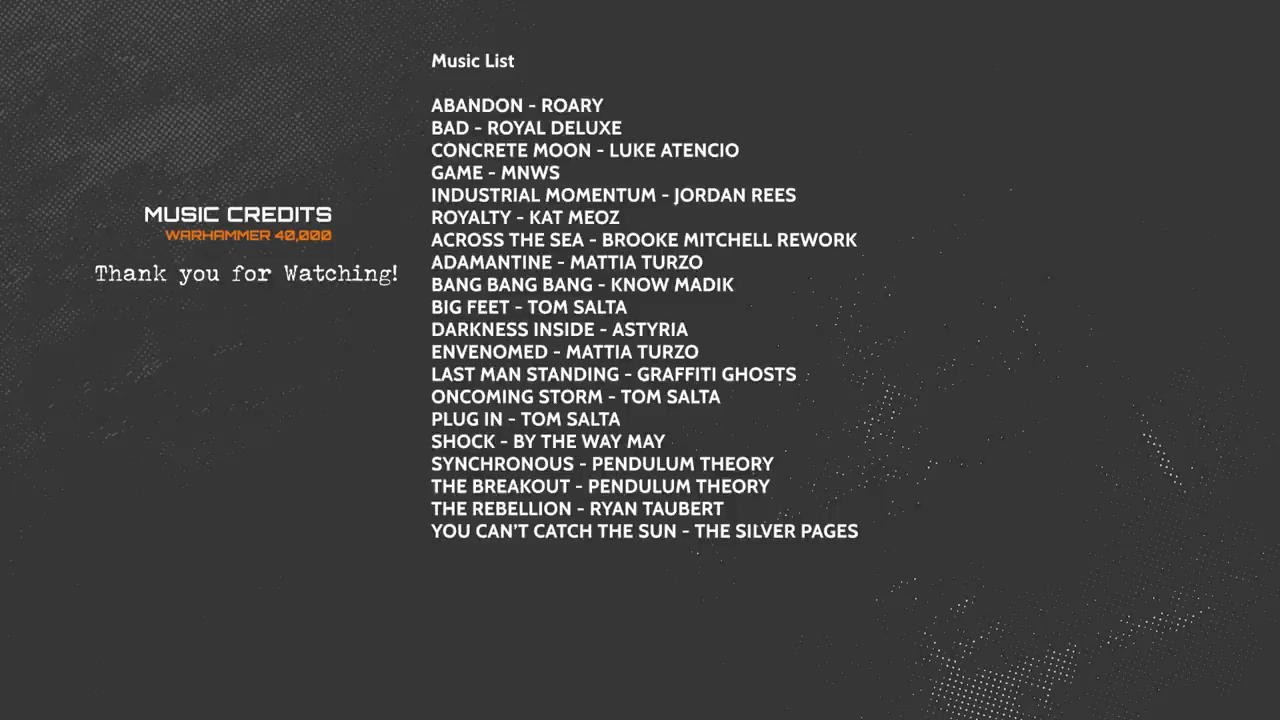 MUSIC CREDITS
WARHAMMER 40,000
Thank you for Watching!
Music List
ABANDON - ROARY
BAD - ROYAL DELUXE
CONCRETE MOON - LUKE ATENCIO
GAME - MNWS
INDUSTRIAL MOMENTUM - JORDAN REES
ROYALTY - KAT MEOZ
ACROSS THE SEA - BROOKE MITCHELL REWORK
ADAMANTINE - MATTIA TURZO
BANG BANG BANG - KNOW MADIK
BIG FEET - TOM SALTA
DARKNESS INSIDE - ASTYRIA
ENVENOMED - MATTIA TURZO
LAST MAN STANDING - GRAFFITI GHOSTS
ONCOMING STORM - TOM SALTA
PLUG IN - TOM SALTA
SHOCK - BY THE WAY MAY
SYNCHRONOUS - PENDULUM THEORY
THE BREAKOUT - PENDULUM THEORY
THE REBELLION - RYAN TAUBERT
YOU CAN'T CATCH THE SUN - THE SILVER PAGES